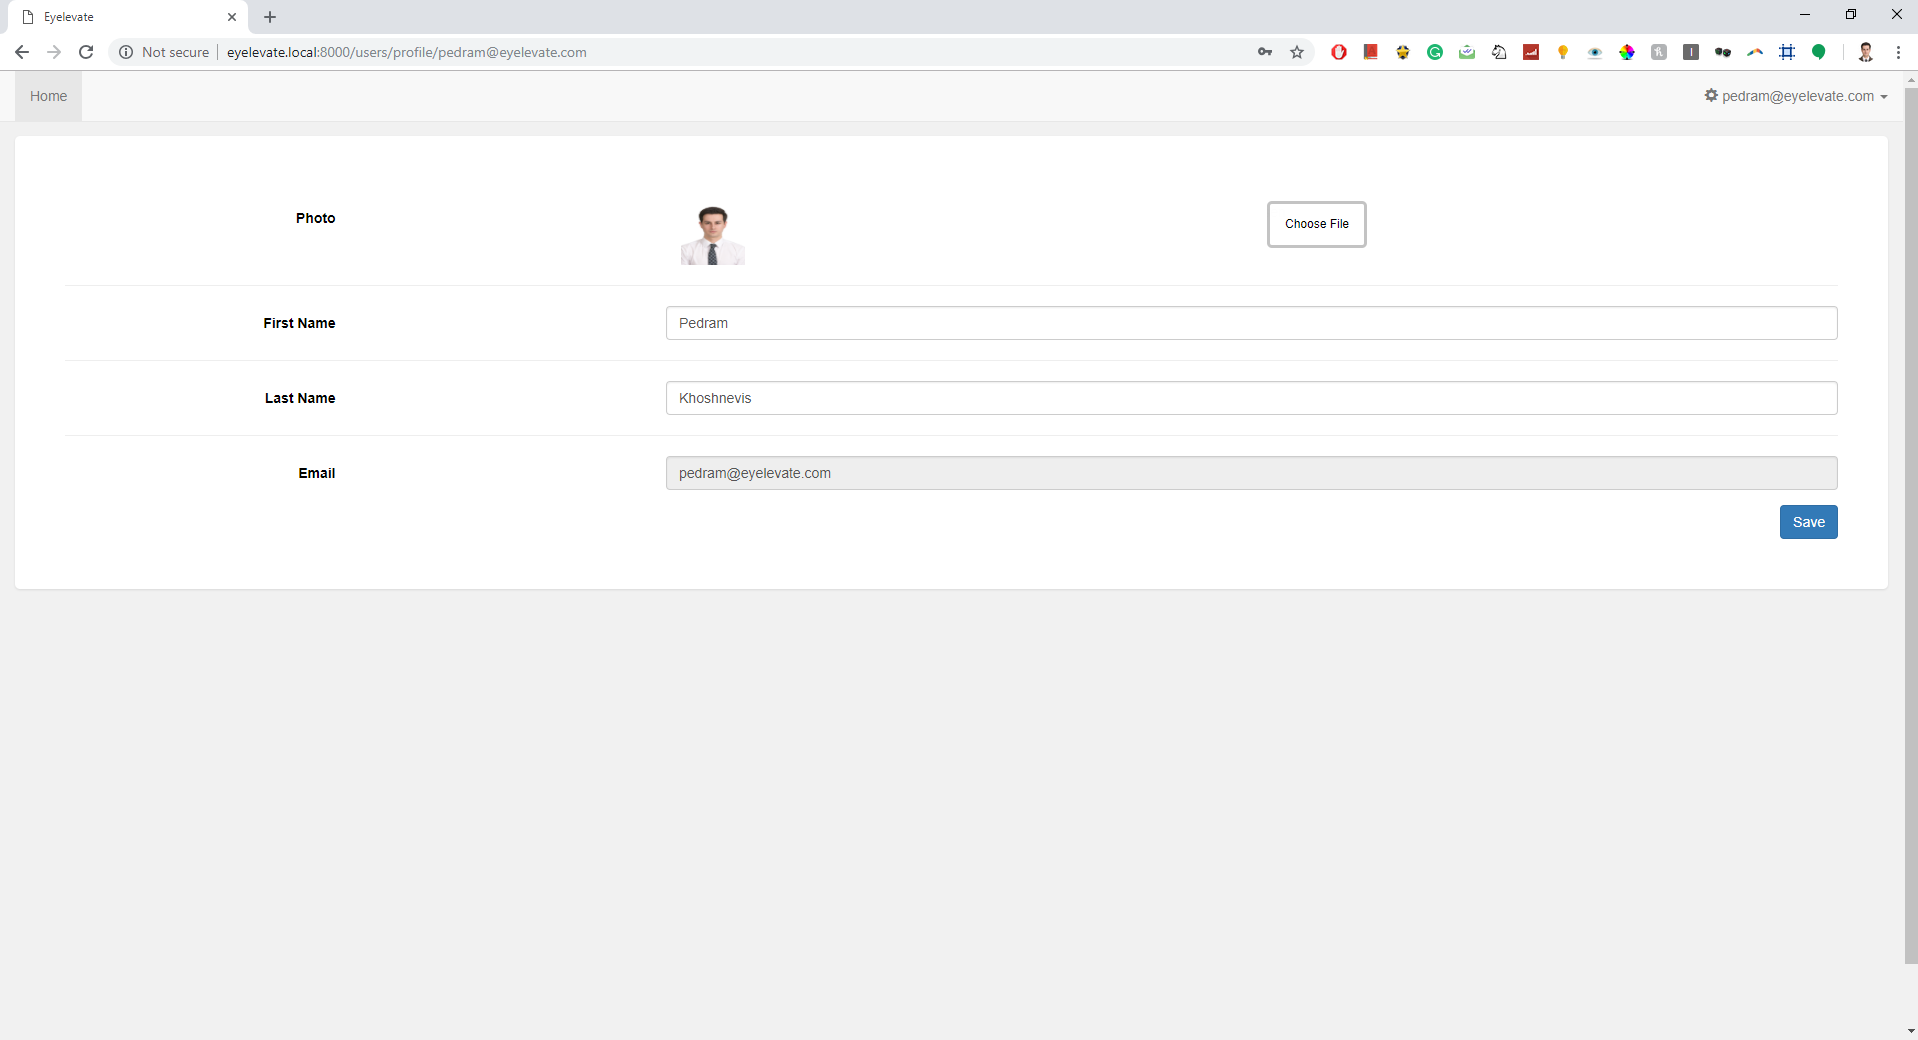 Eyelevate
Not secure eyelevate.local:8000/users/profile/pedram@eyelevate.com
Home
pedram@eyelevate.com
Photo
Choose File
First Name
Pedram
Last Name
Khoshnevis
Email
pedram@eyelevate.com
Save